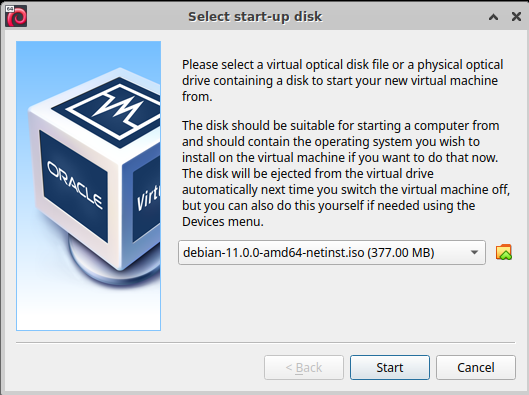 64
Select start-up disk
Please select a virtual optical disk file or a physical optical
drive containing a disk to start your new virtual machine
from.
The disk should be suitable for starting a computer from
and should contain the operating system you wish to
install on the virtual machine if you want to do that now.
The disk will be ejected from the virtual drive
automatically next time you switch the virtual machine off,
but you can also do this yourself if needed using the
Devices menu.
ORACLE
Virtu
debian-11.0.0-amd64-netinst.iso (377.00 MB)
< Back
Start
Cancel